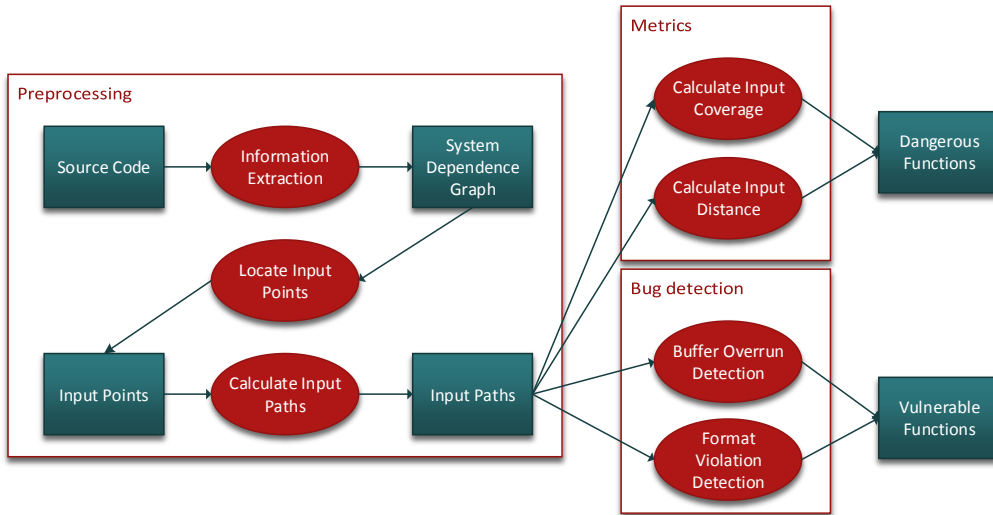 Preprocessing
Source Code
Information
Extraction
System
Dependence
Graph
Locate Input
Points
Input Points
Calculate Input
Paths
Input Paths
Metrics
Calculate Input
Coverage
Calculate Input
Distance
Dangerous
Functions
Bug detection
Buffer Overrun
Detection
Format
Violation
Detection
Vulnerable
Functions